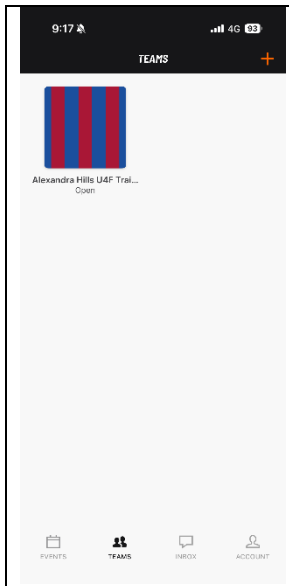 9:17 4G 93
TEAMS
Alexandra Hills U4F Trai...
Open
EVENTS TEAMS INBOX ACCOUNT